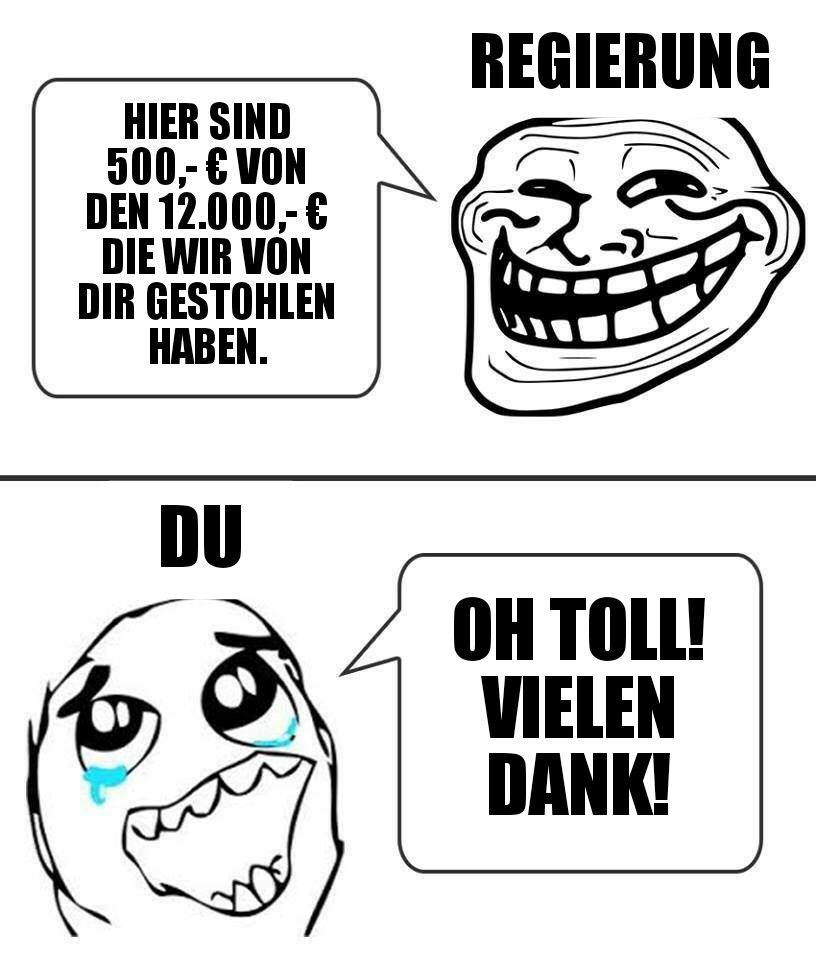 REGIERUNG
HIER SIND
500,- € VON
DEN 12.000,- €
DIE WIR VON
DIR GESTOHLEN
HABEN.
DU
OH TOLL!
VIELEN
DANK!